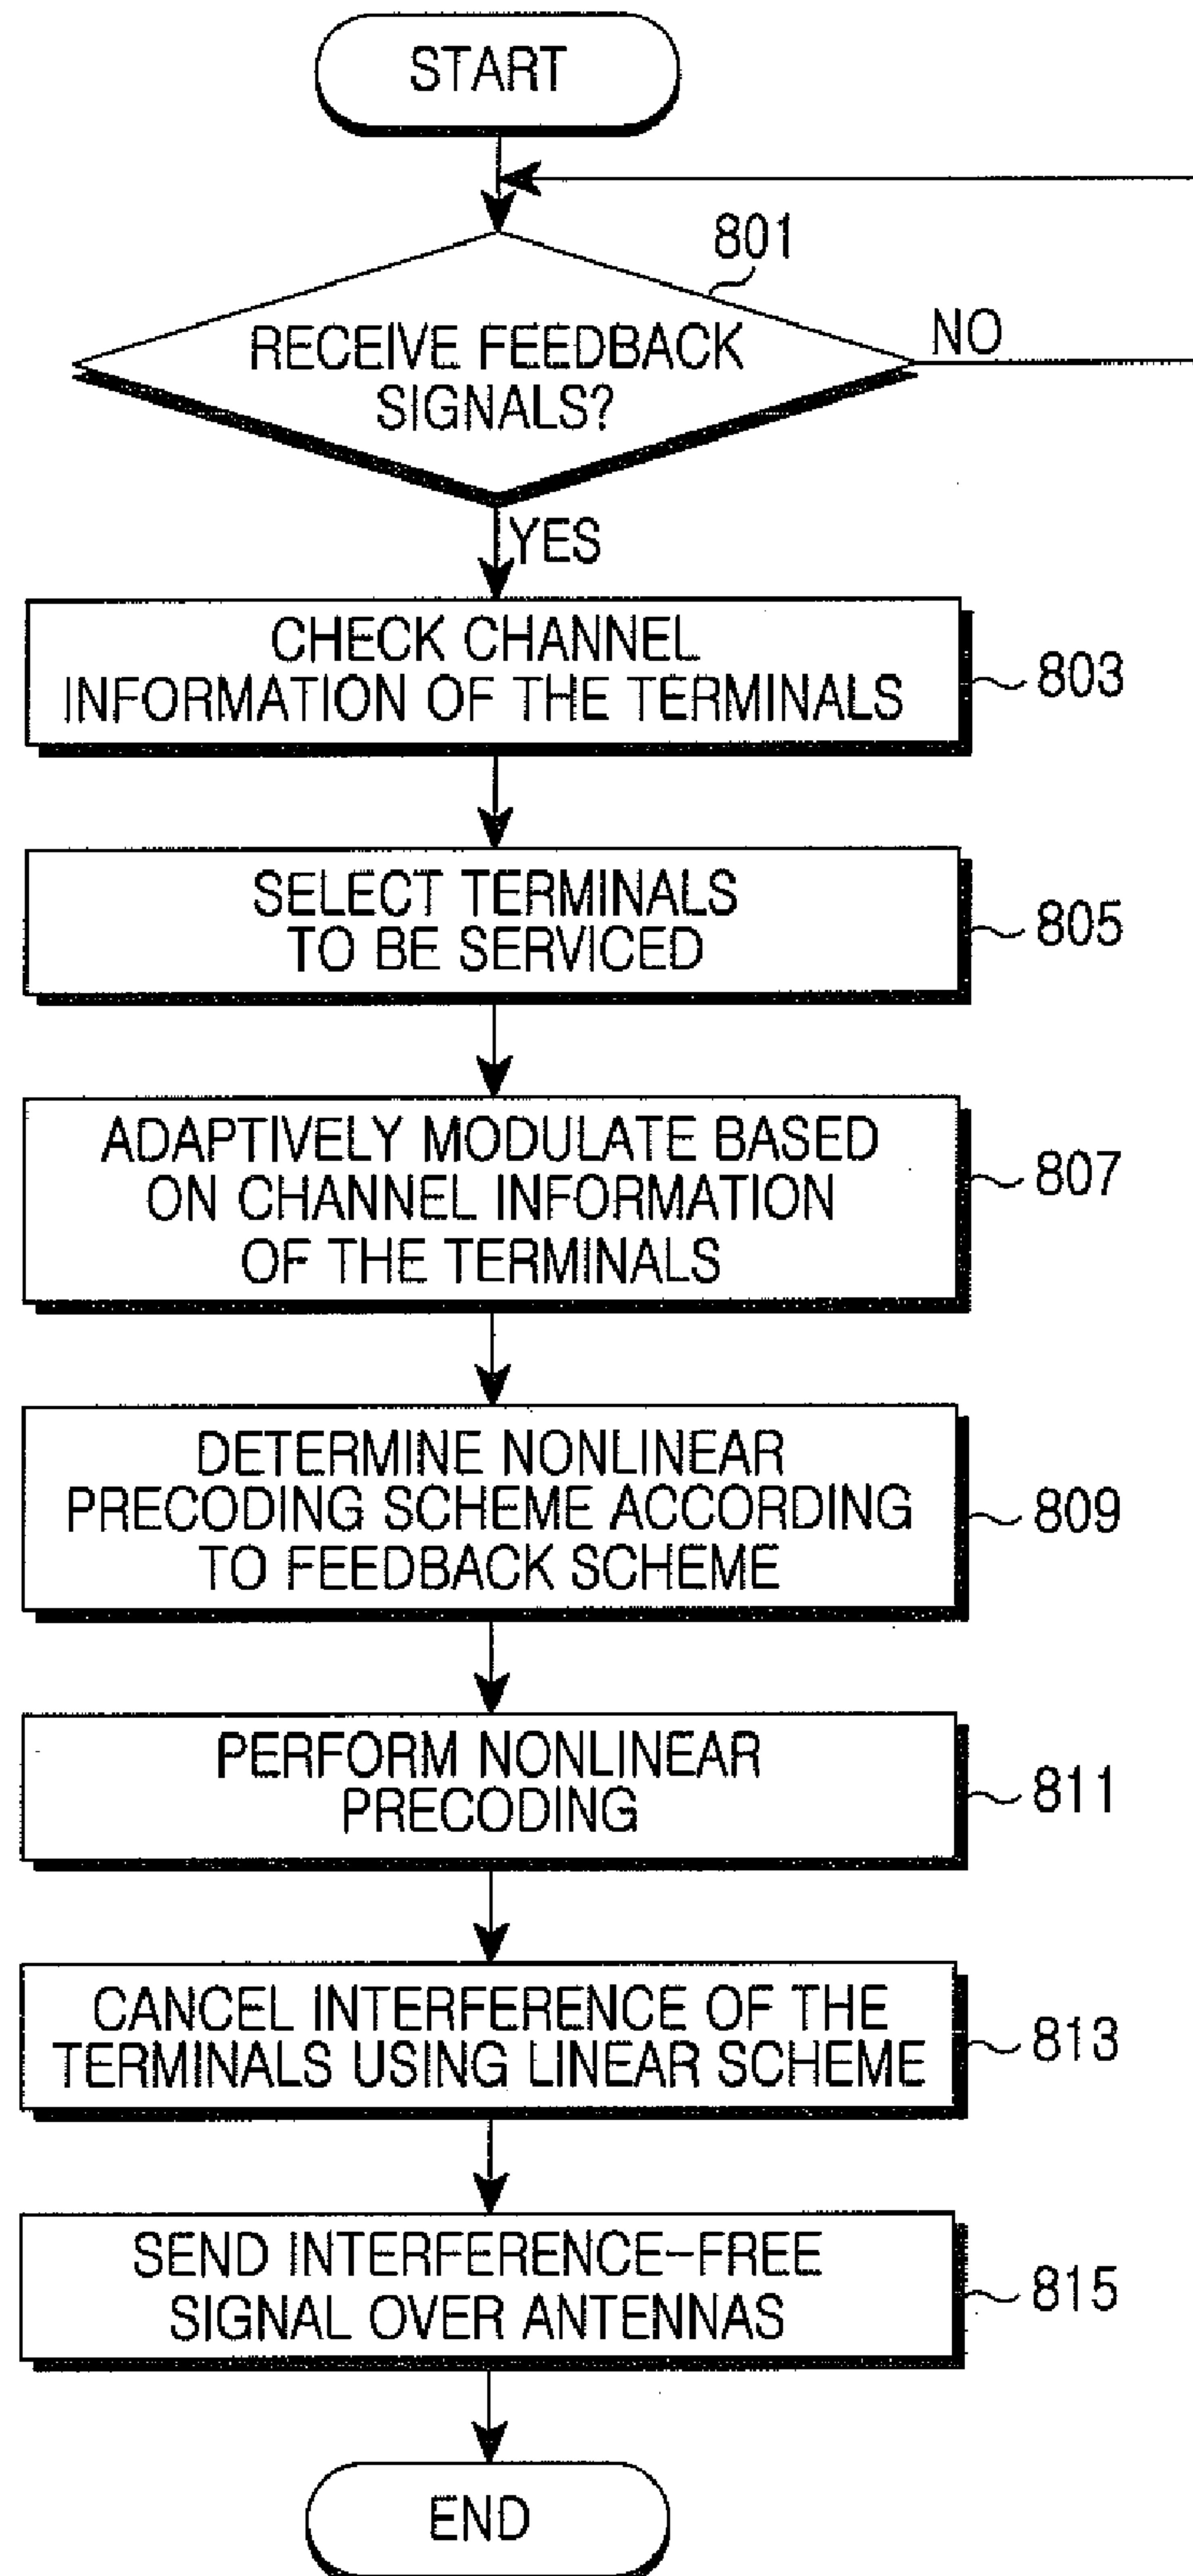 START
801
RECEIVE FEEDBACK
SIGNALS?
NO
YES
CHECK CHANNEL
INFORMATION OF THE TERMINALS
803
SELECT TERMINALS
TO BE SERVICED
805
ADAPTIVELY MODULATE BASED
ON CHANNEL INFORMATION
OF THE TERMINALS
807
DETERMINE NONLINEAR
PRECODING SCHEME ACCORDING
TO FEEDBACK SCHEME
809
PERFORM NONLINEAR
PRECODING
811
CANCEL INTERFERENCE OF THE
TERMINALS USING LINEAR SCHEME
813
SEND INTERFERENCE-FREE
SIGNAL OVER ANTENNAS
815
END